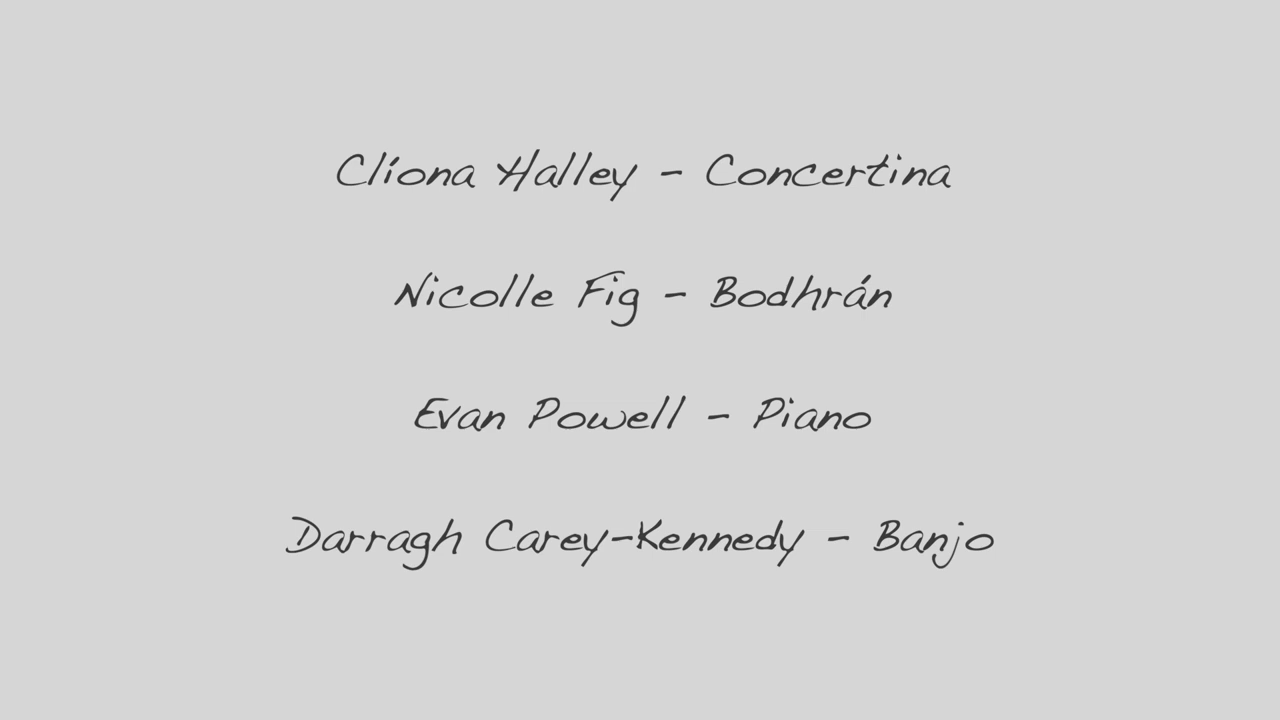 Clíona Halley - Concertina
Nicolle Fig - Bodhrán
Evan Powell - Piano
Darragh Carey-Kennedy - Banjo